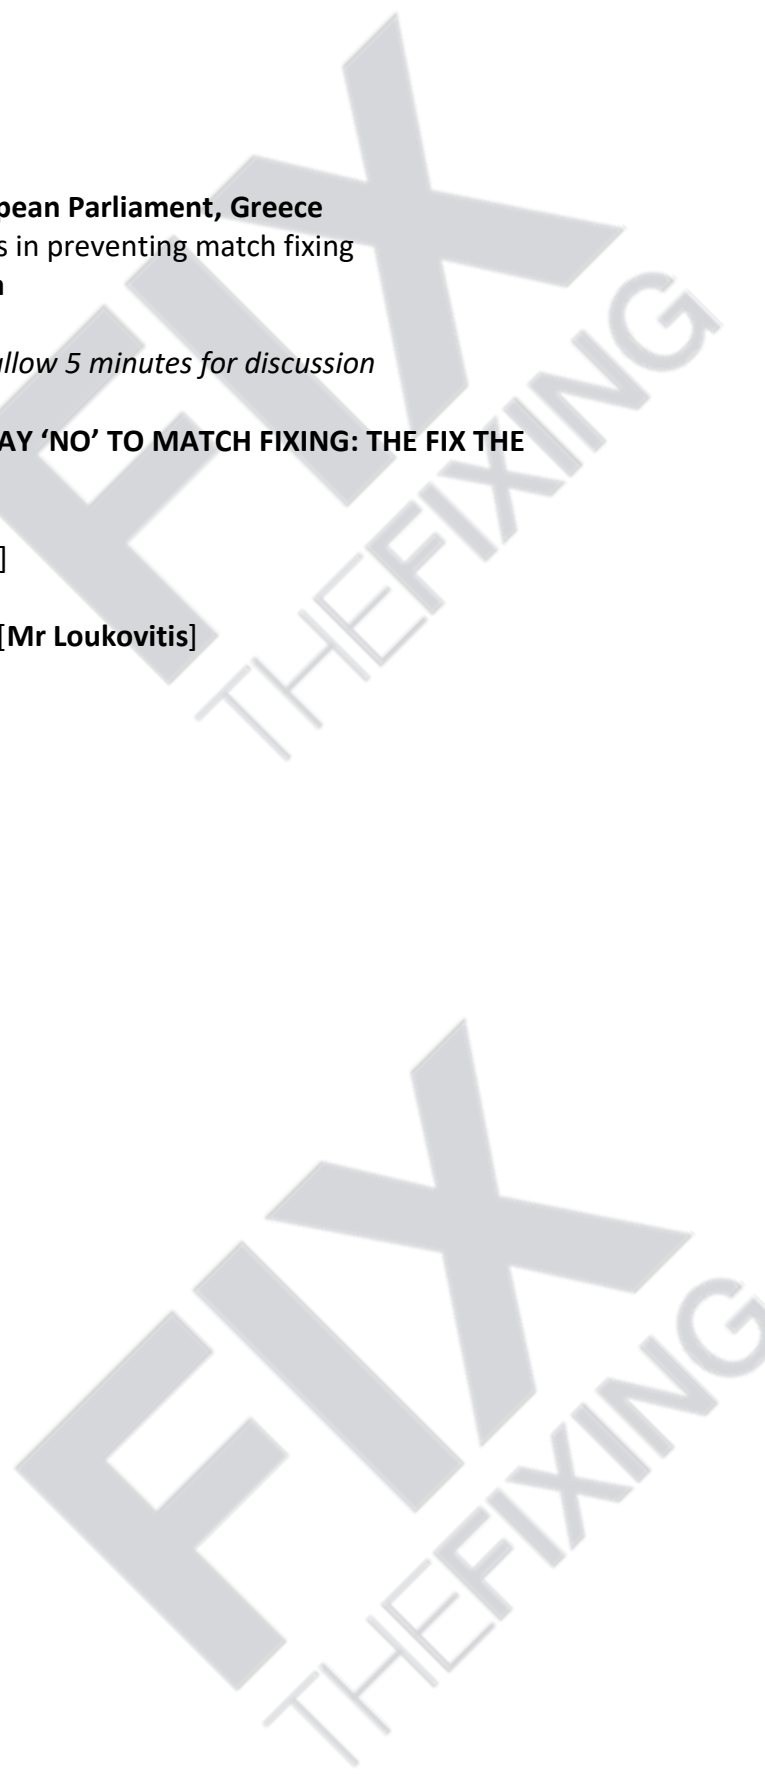 pean Parliament, Greece
s in preventing match fixing
llow 5 minutes for discussion
AY ‘NO’ TO MATCH FIXING: THE FIX THE
]
[Mr Loukovitis]
FIX
THEFIXING
FIX
THEFIXING